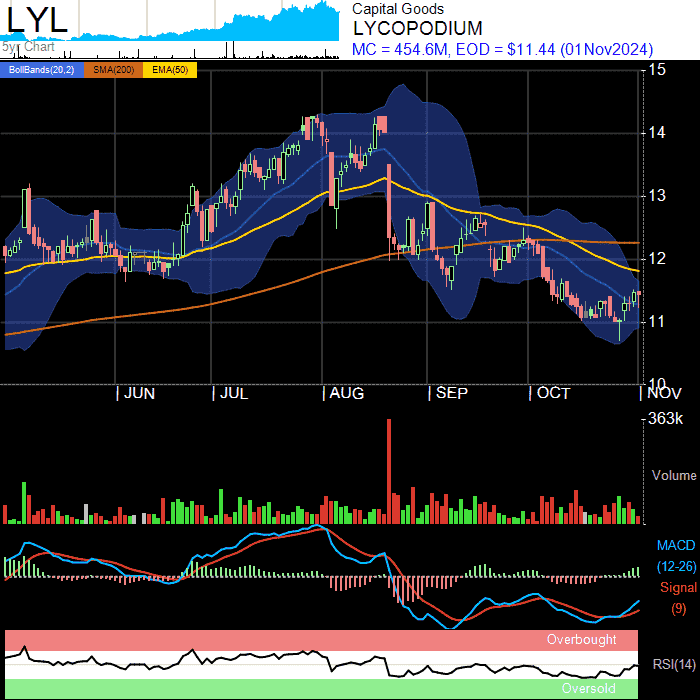 LYL
5yr Chart
Capital Goods
LYCOPODIUM
MC = 454.6M, EOD = $11.44 (01Nov2024)
BollBands(20,2) SMA(200) EMA(50)
15
14
13
12
11
10
JUN JUL AUG SEP OCT NOV
363k
Volume
MACD
(12-26)
Signal
(9)
Overbought
RSI(14)
Oversold